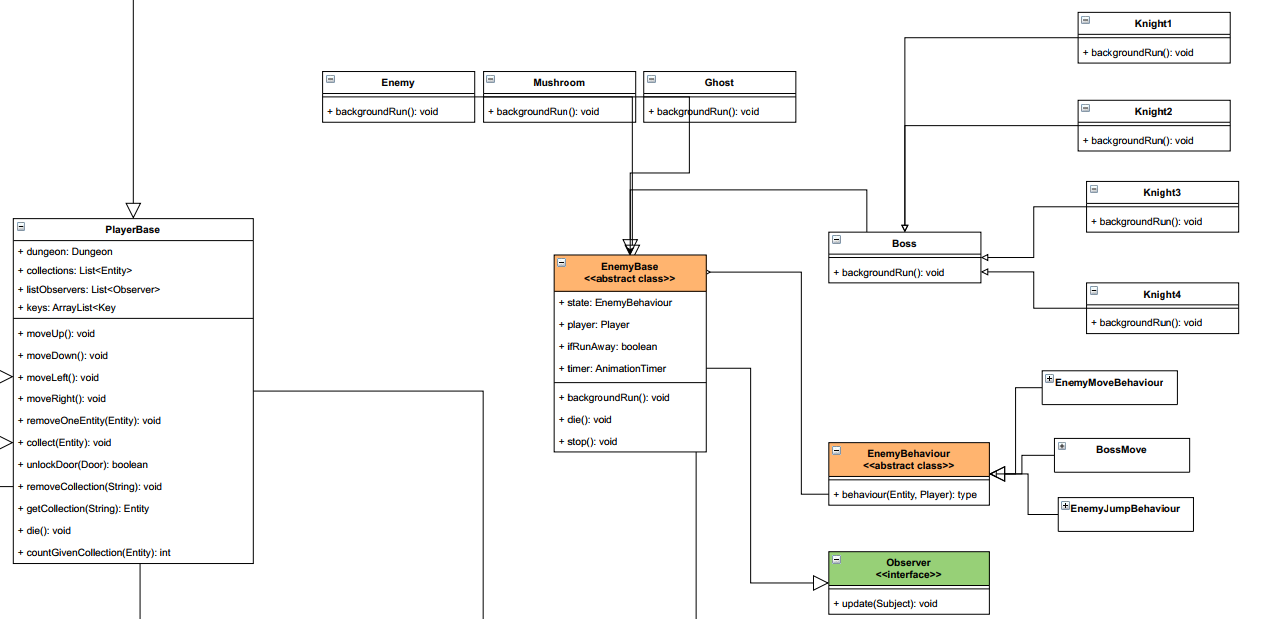 Knight1
+ backgroundRun(): void
Enemy
+ backgroundRun(): void
Mushroom
+ backgroundRun(): void
Ghost
+ backgroundRun(): void
Knight2
+ backgroundRun(): void
Knight3
+ backgroundRun(): void
PlayerBase
+ dungeon: Dungeon
+ collections: List<Entity>
+ listObservers: List<Observer>
+ keys: ArrayList<Key
+ moveUp(): void
+ moveDown(): void
+ moveLeft(): void
+ moveRight(): void
+ removeOneEntity(Entity): void
+ collect(Entity): void
+ unlockDoor(Door): boolean
+ removeCollection(String): void
+ getCollection(String): Entity
+ die(): void
+ countGivenCollection(Entity): int
EnemyBase
<<abstract class>>
+ state: EnemyBehaviour
+ player: Player
+ ifRunAway: boolean
+ timer: AnimationTimer
+ backgroundRun(): void
+ die(): void
+ stop(): void
Boss
+ backgroundRun(): void
Knight4
+ backgroundRun(): void
EnemyMoveBehaviour
BossMove
EnemyJumpBehaviour
EnemyBehaviour
<<abstract class>>
+ behaviour(Entity, Player): type
Observer
<<interface>>
+ update(Subject): void